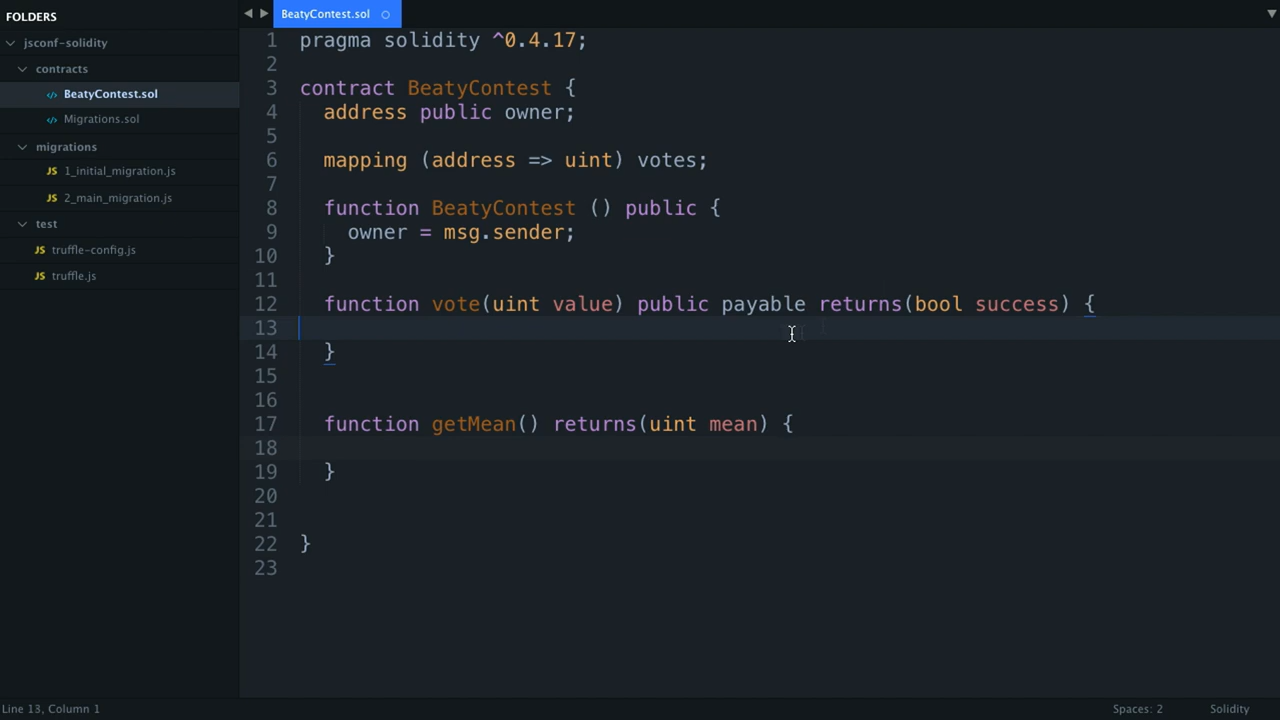 FOLDERS
jsconf-solidity
contracts
BeatyContest.sol
Migrations.sol
migrations
JS 1_initial_migration.js
JS 2_main_migration.js
test
JS truffle-config.js
JS truffle.js
BeatyContest.sol
1 pragma solidity ^0.4.17;
2
3 contract BeatyContest {
4 address public owner;
5
6 mapping (address => uint) votes;
7
8 function BeatyContest () public {
9 owner = msg.sender;
10 }
11
12 function vote(uint value) public payable returns(bool success) {
13
14 }
15
16
17 function getMean() returns(uint mean) {
18
19 }
20
21
22 }
23
Line 13, Column 1
Spaces: 2
Solidity